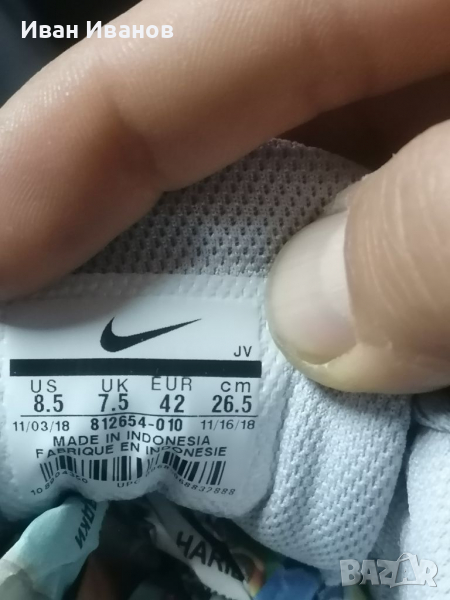 Иван Иванов
JV
US UK EUR cm
8.5 7.5 42 26.5
11/03/18 812654-010 11/16/18
MADE IN INDONESIA
FABRIQUE EN INDONESIE
BAZAR